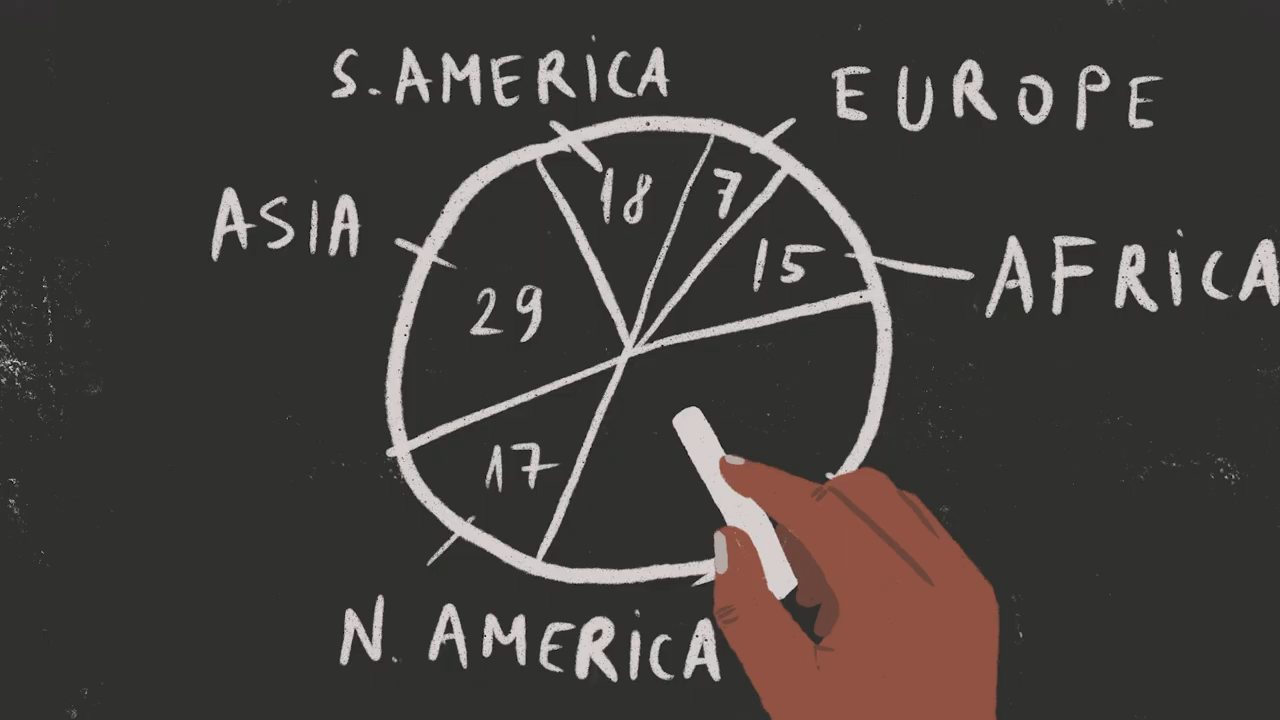 S. AMERICA
EUROPE
18
7
ASIA
15
AFRICA
29
17
N. AMERICA